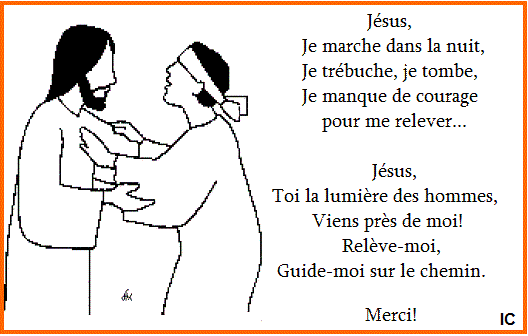 Jésus,
Je marche dans la nuit,
Je trébuche, je tombe,
Je manque de courage
pour me relever...
Jésus,
Toi la lumière des hommes,
Viens près de moi!
Relève-moi,
Guide-moi sur le chemin.
Merci!
IC